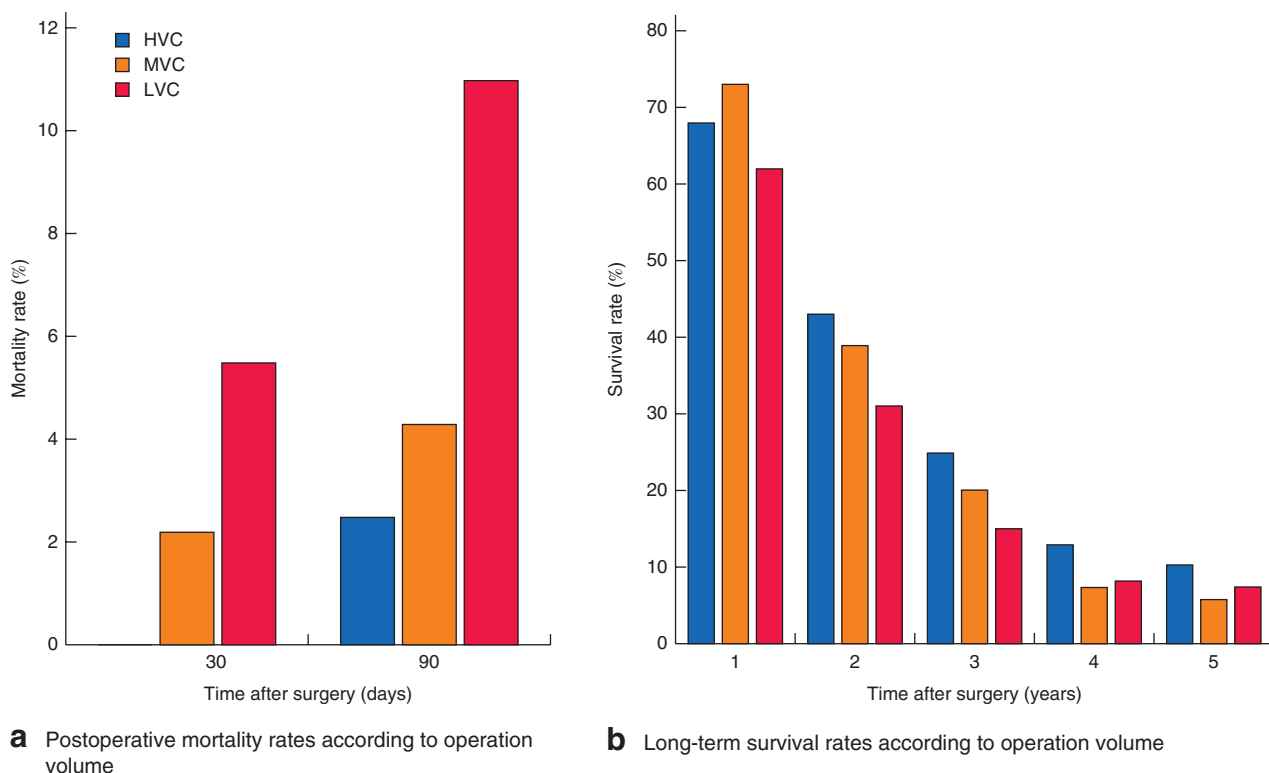 12
10
8
6
4
2
0
Mortality rate (%)
HVC
MVC
LVC
30
90
Time after surgery (days)
a Postoperative mortality rates according to operation
volume
80
70
60
50
40
30
20
10
0
Survival rate (%)
1
2
3
4
5
Time after surgery (years)
b Long-term survival rates according to operation volume